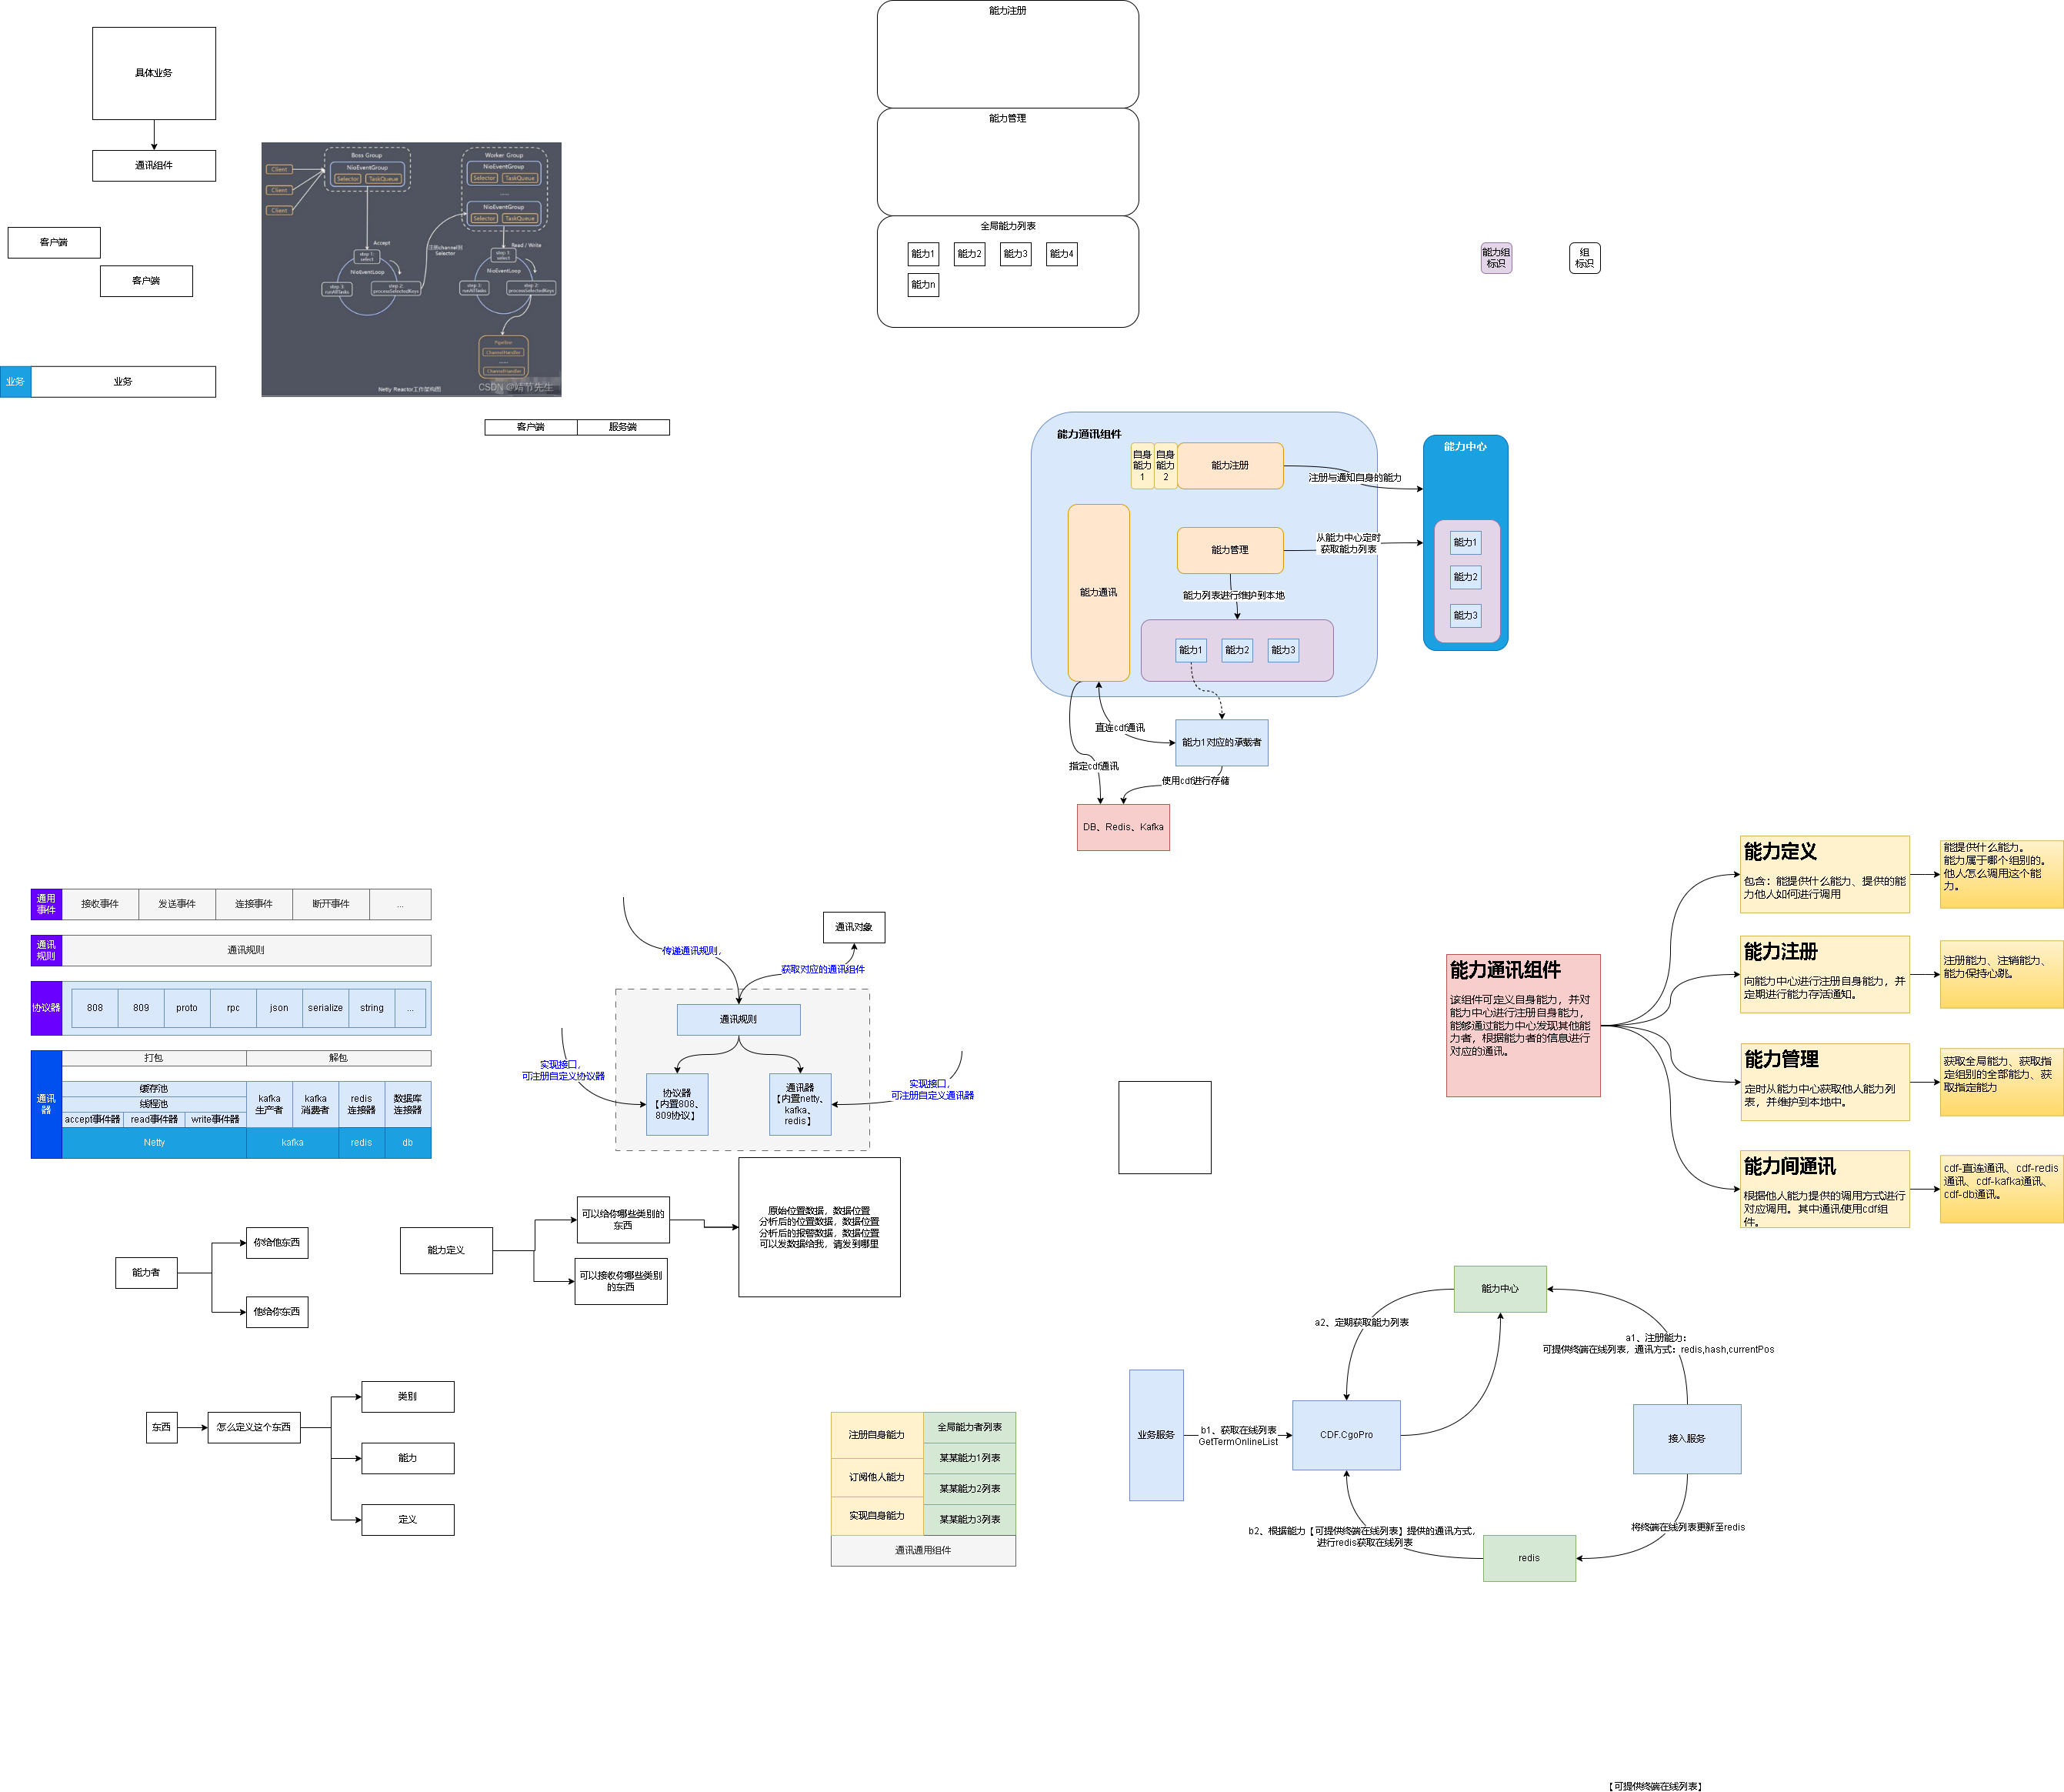 具体业务
通讯组件
客户端
客户端
业务
业务
Boss Group
NioEventGroup
Selector
TaskQueue
Client
Client
Client
Worker Group
NioEventGroup
Selector
TaskQueue
......
NioEventGroup
Selector
TaskQueue
Accept
注册channel到
Selector
Read / Write
step 1:
select
NioEventLoop
step 3:
runAllTasks
step 2:
processSelectedKeys
step 1:
select
NioEventLoop
step 3:
runAllTasks
step 2:
processSelectedKeys
Pipeline
ChannelHandler
......
ChannelHandler
Netty Reactor工作架构图
CSDN @靖节先生
客户端
服务端
能力注册
能力管理
全局能力列表
能力1
能力2
能力3
能力4
能力n
能力组
标识
组
标识
能力通讯组件
自身
能力
1
自身
能力
2
能力注册
注册与通知自身的能力
能力中心
能力通讯
能力管理
从能力中心定时
获取能力列表
能力1
能力2
能力3
能力列表进行维护到本地
能力1
能力2
能力3
直连cdf通讯
能力1对应的承载者
指定cdf通讯
使用cdf进行存储
DB、Redis、Kafka
通用
事件
接收事件
发送事件
连接事件
断开事件
...
通讯
规则
通讯规则
协议器
808
809
proto
rpc
json
serialize
string
...
通讯
器
打包
解包
缓存池
线程池
accept事件器
read事件器
write事件器
kafka
生产者
kafka
消费者
redis
连接器
数据库
连接器
Netty
kafka
redis
db
通讯对象
传递通讯规则，
获取对应的通讯组件
通讯规则
实现接口，
可注册自定义协议器
协议器
【内置808、
809协议】
通讯器
【内置netty、
kafka、
redis】
实现接口，
可注册自定义通讯器
能力通讯组件
该组件可定义自身能力，并对
能力中心进行注册自身能力，
能够通过能力中心发现其他能
力者，根据能力者的信息进行
对应的通讯。
能力定义
包含：能提供什么能力、提供的能
力他人如何进行调用
能提供什么能力。
能力属于哪个组别的。
他人怎么调用这个能
力。
能力注册
向能力中心进行注册自身能力，并
定期进行能力存活通知。
注册能力、注销能力、
能力保持心跳。
能力管理
定时从能力中心获取他人能力列
表，并维护到本地中。
获取全局能力、获取指
定组别的全部能力、获
取指定能力
能力间通讯
根据他人能力提供的调用方式进行
对应调用。其中通讯使用cdf组
件。
cdf-直连通讯、cdf-redis
通讯、cdf-kafka通讯、
cdf-db通讯。
能力者
你给他东西
他给你东西
能力定义
可以给你哪些类别的
东西
可以接收你哪些类别
的东西
原始位置数据，数据位置
分析后的位置数据，数据位置
分析后的报警数据，数据位置
可以发数据给我，请发到哪里
东西
怎么定义这个东西
类别
能力
定义
注册自身能力
订阅他人能力
实现自身能力
全局能力者列表
某某能力1列表
某某能力2列表
某某能力3列表
通讯通用组件
能力中心
a2、定期获取能力列表
a1、注册能力：
可提供终端在线列表，通讯方式：redis,hash,currentPos
业务服务
b1、获取在线列表
GetTermOnlineList
CDF.CgoPro
接入服务
b2、根据能力【可提供终端在线列表】提供的通讯方式，
进行redis获取在线列表
将终端在线列表更新至redis
redis
【可提供终端在线列表】